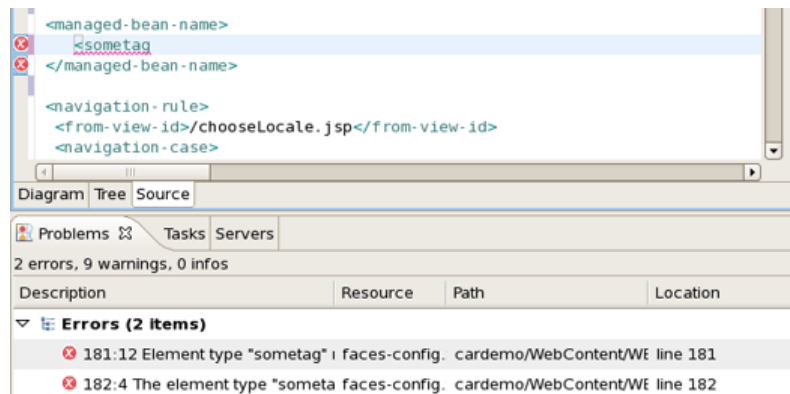 <managed-bean-name>
<sometag
</managed-bean-name>
<navigation-rule>
<from-view-id>/chooseLocale.jsp</from-view-id>
<navigation-case>
Diagram Tree Source
Problems Tasks Servers
2 errors, 9 warnings, 0 infos
Description Resource Path Location
Errors (2 items)
181:12 Element type "sometag" faces-config. cardemo/WebContent/WE line 181
182:4 The element type "someta faces-config. cardemo/WebContent/WE line 182